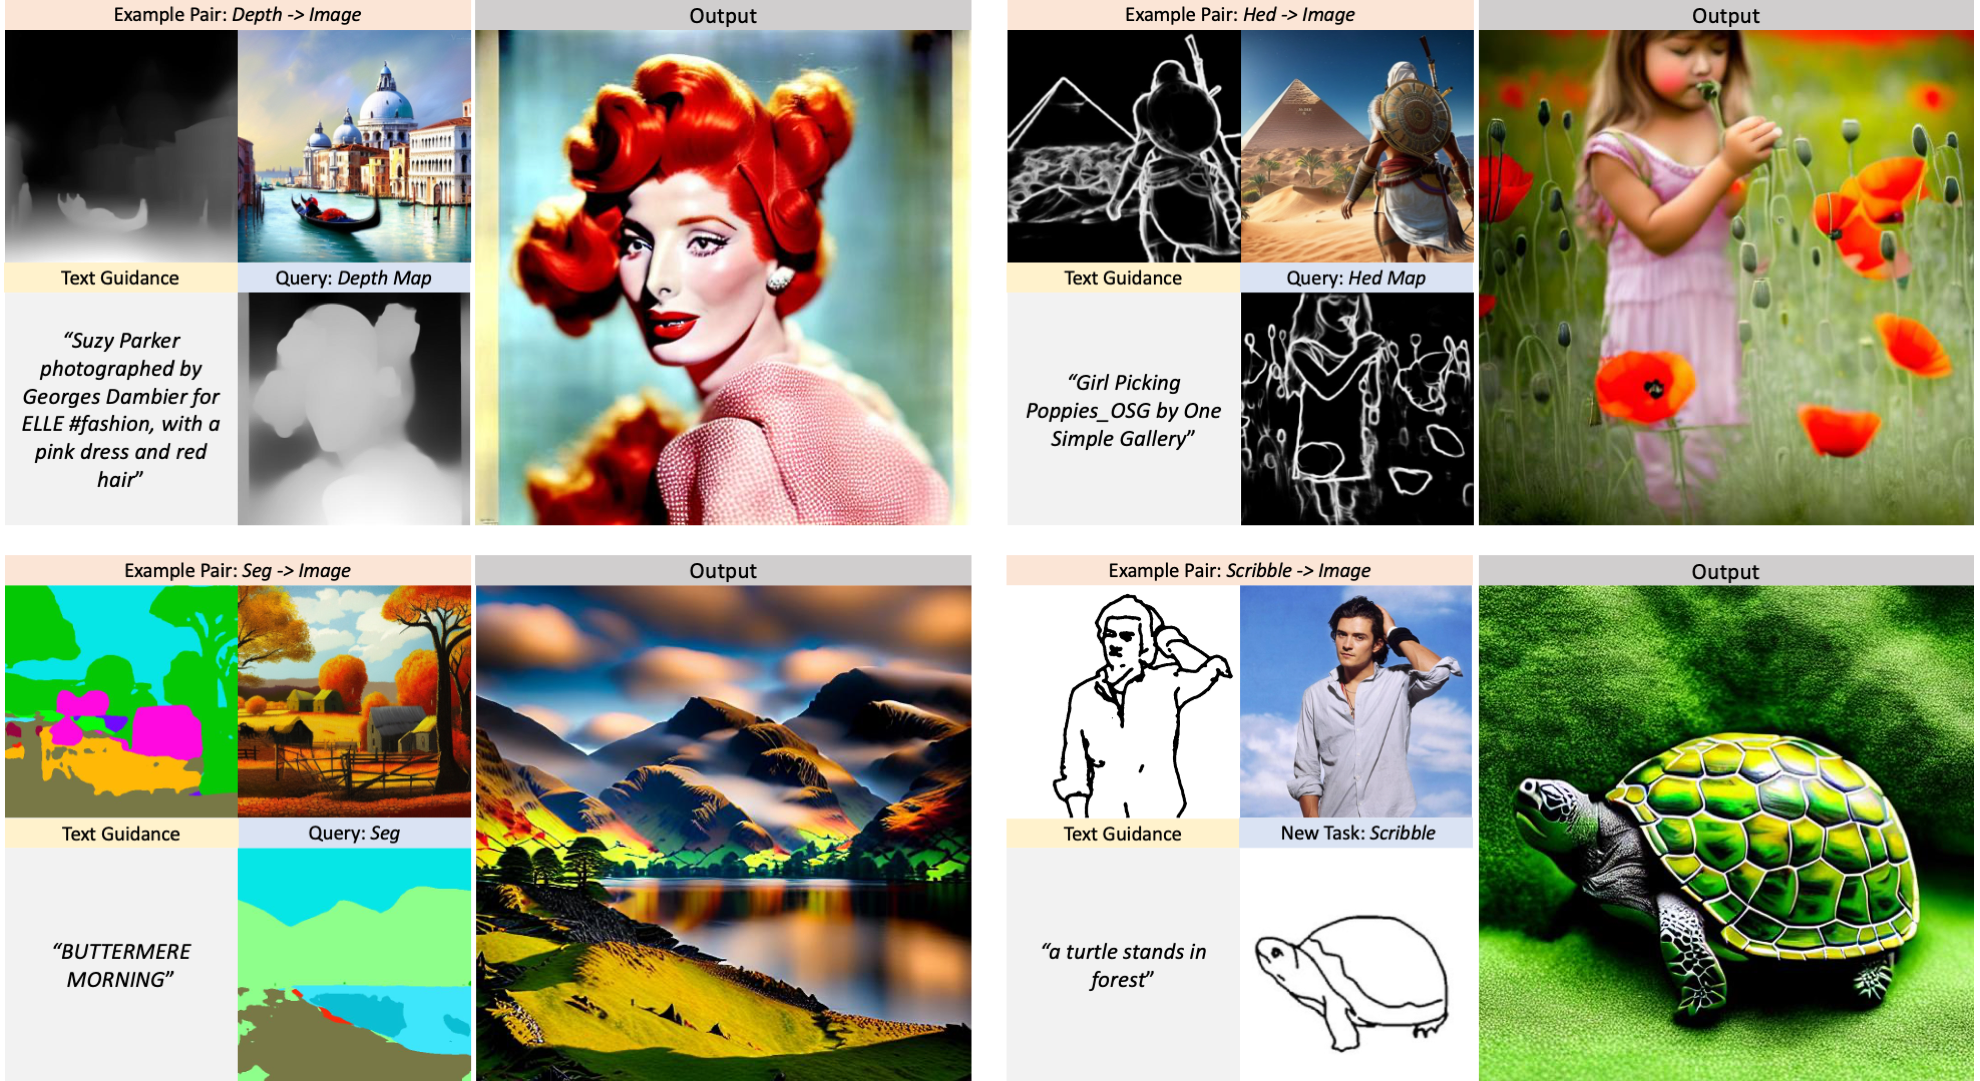 Example Pair: Depth -> Image
Output
Text Guidance
Query: Depth Map
“Suzy Parker
photographed by
Georges Dambier for
ELLE #fashion, with a
pink dress and red
hair”
Example Pair: Hed -> Image
Output
Text Guidance
Query: Hed Map
“Girl Picking
Poppies_OSG by One
Simple Gallery”
Example Pair: Seg -> Image
Output
Text Guidance
Query: Seg
“BUTTERMERE
MORNING”
Example Pair: Scribble -> Image
Output
Text Guidance
New Task: Scribble
“a turtle stands in
forest”